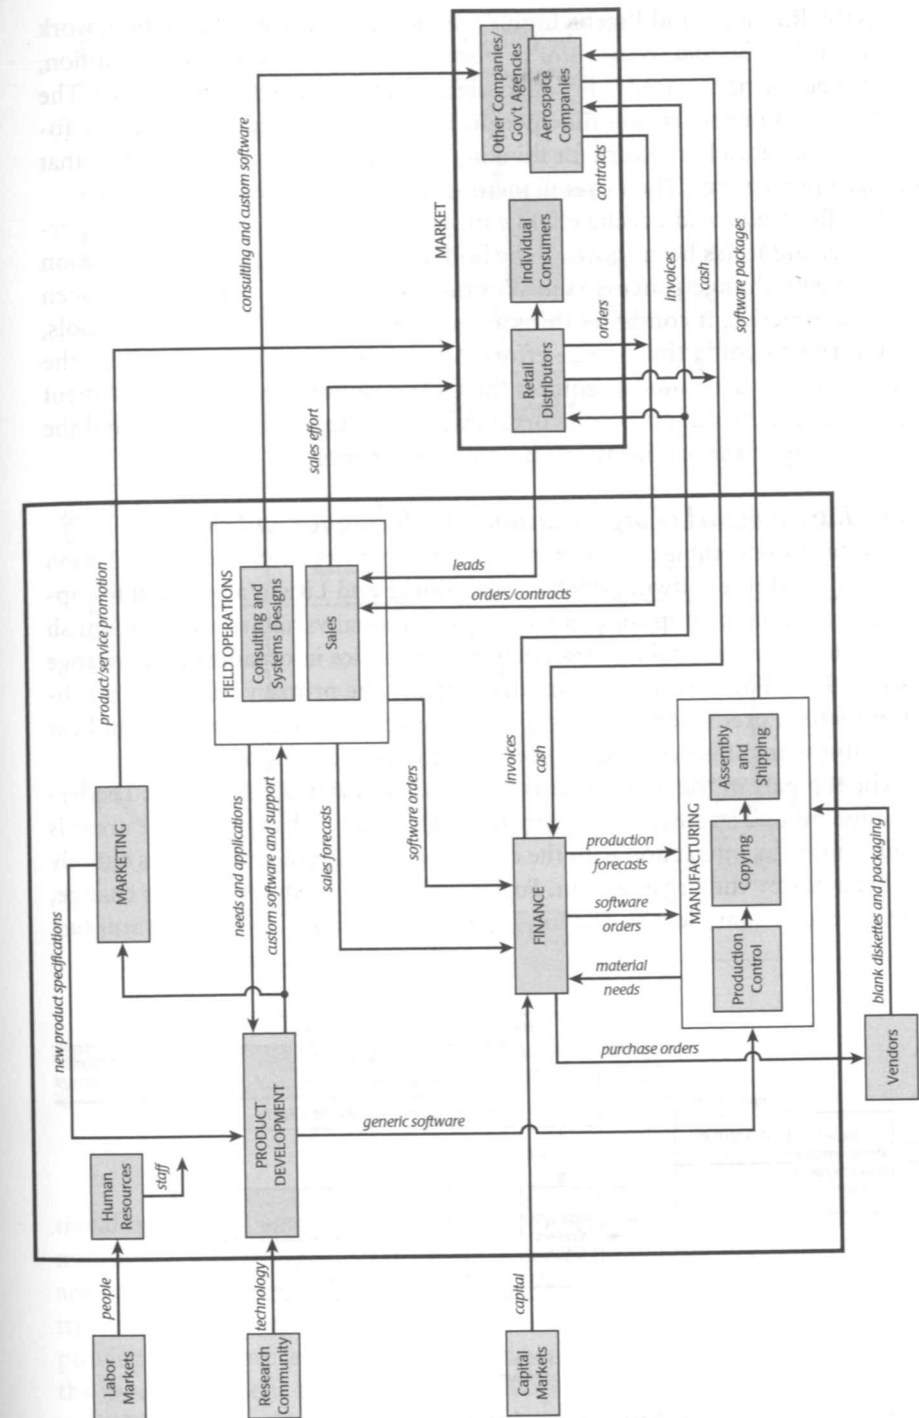 Labor
Markets
people
Human
Resources
staff
new product specifications
MARKETING
product/service promotion
Research
Community
technology
PRODUCT
DEVELOPMENT
needs and applications
custom software and support
FIELD OPERATIONS
Consulting and
Systems Designs
Sales
consulting and custom software
sales effort
sales forecasts
software orders
generic software
leads
orders/contracts
MARKET
Retail
Distributors
Individual
Consumers
Other Companies/
Gov't Agencies
Aerospace
Companies
orders
contracts
invoices
cash
software packages
Capital
Markets
capital
FINANCE
Invoices
cash
purchase orders
material
needs
software
orders
production
forecasts
MANUFACTURING
Production
Control
Copying
Assembly
and
Shipping
Vendors
blank diskettes and packaging